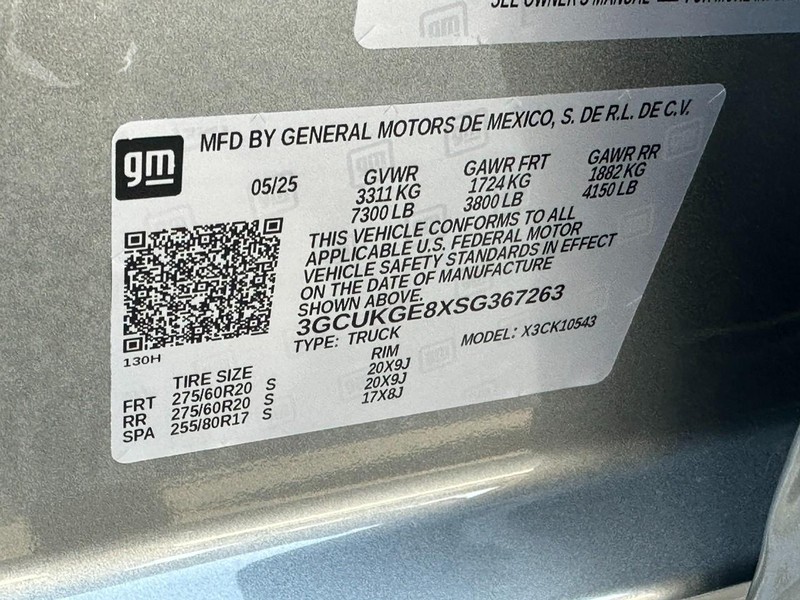 SEE OWNER'S MANUAL
MFD BY GENERAL MOTORS DE MEXICO, S. DE R.L. DE C.V.
gm
05/25
GVWR GAWR FRT GAWR RR
3311 KG 1724 KG 1882 KG
7300 LB 3800 LB 4150 LB
THIS VEHICLE CONFORMS TO ALL
APPLICABLE U.S. FEDERAL MOTOR
VEHICLE SAFETY STANDARDS IN EFFECT
ON THE DATE OF MANUFACTURE
SHOWN ABOVE.
3GCUKGE8XSG367263
TYPE: TRUCK MODEL: X3CK10543
130H
TIRE SIZE RIM
FRT 275/60R20 S 20X9J
RR 275/60R20 S 20X9J
SPA 255/80R17 S 17X8J